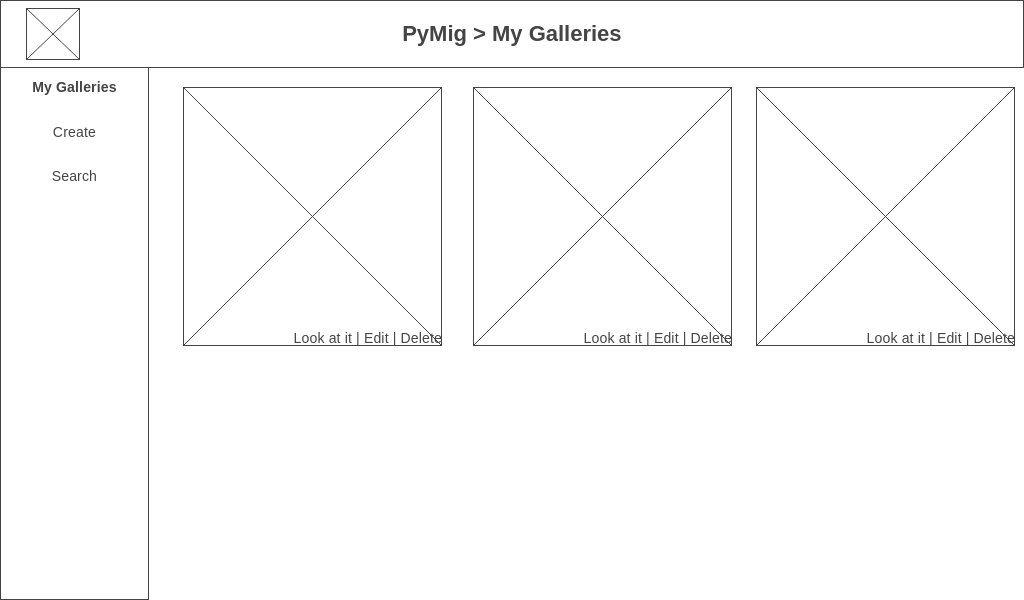 PyMig > My Galleries
My Galleries
Create
Search
Look at it | Edit | Delete
Look at it | Edit | Delete
Look at it | Edit | Delete